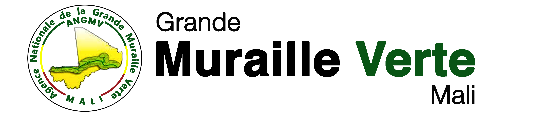 Agence Nationale de la Grande Muraille Verte
ANGMV
MALI
Grande
Muraille Verte
Mali